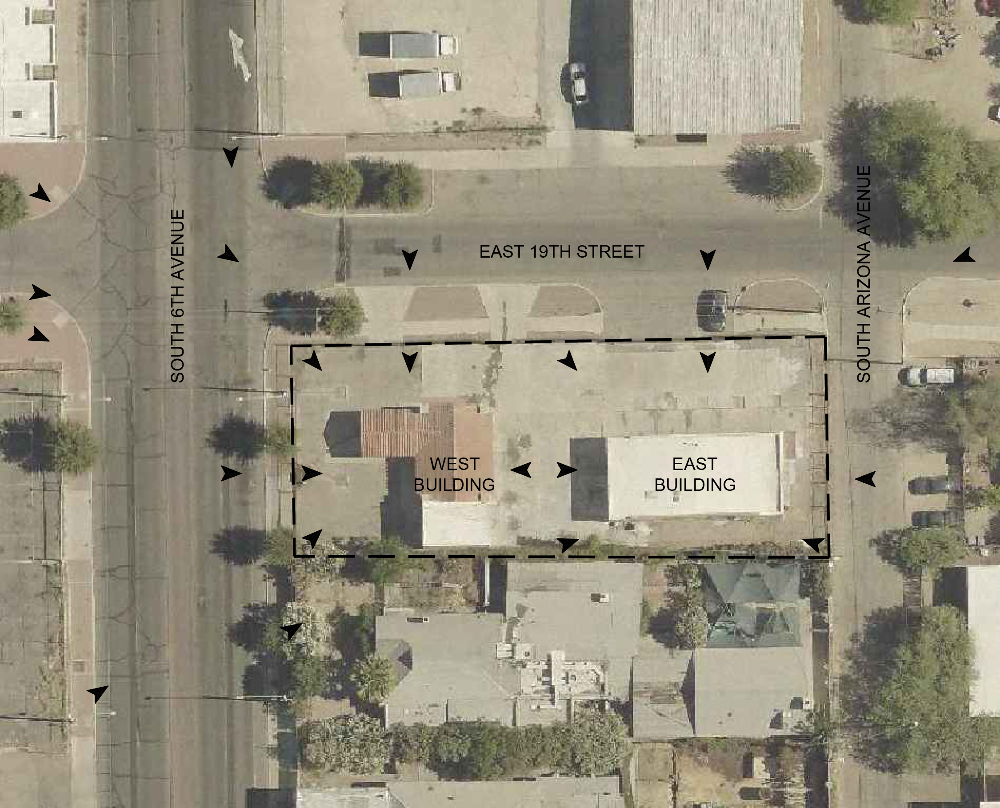 SOUTH 6TH AVENUE
EAST 19TH STREET
SOUTH ARIZONA AVENUE
WEST
BUILDING
EAST
BUILDING